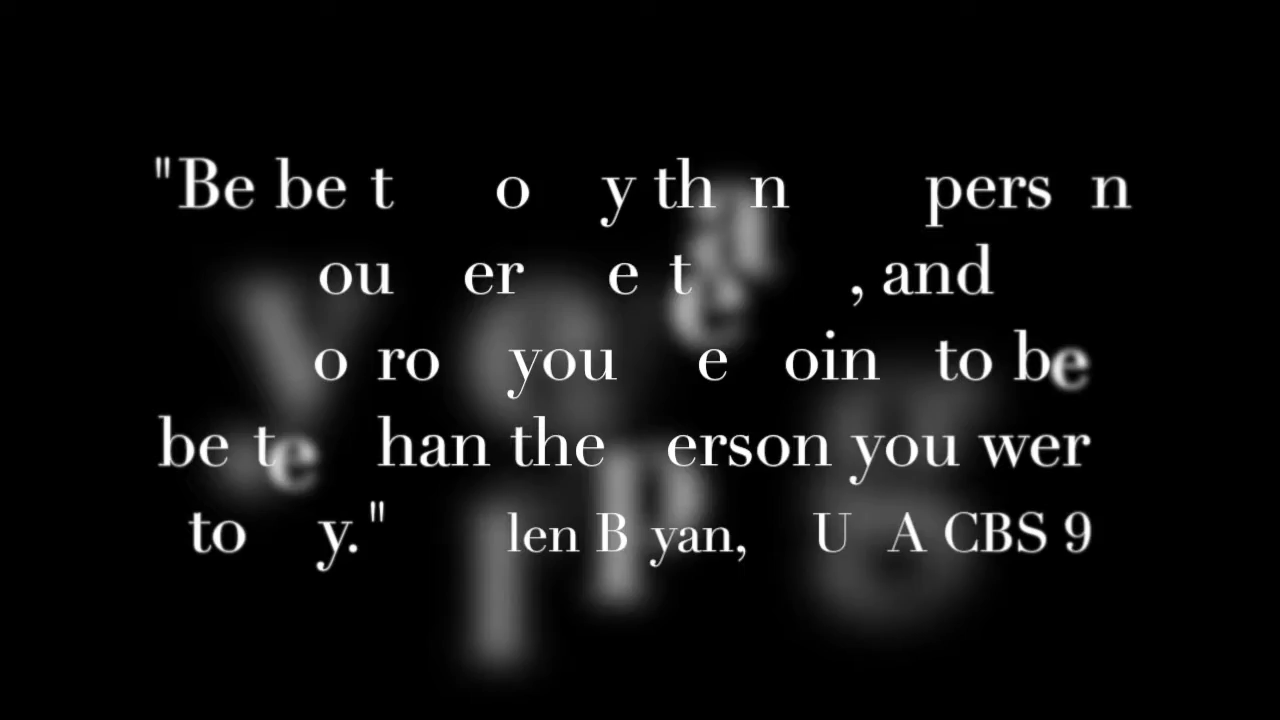 "Be be t o y th n pers n
ou er e t , and
o ro you e oin to be
be te han the erson you wer
to y." len B yan, U A CBS 9